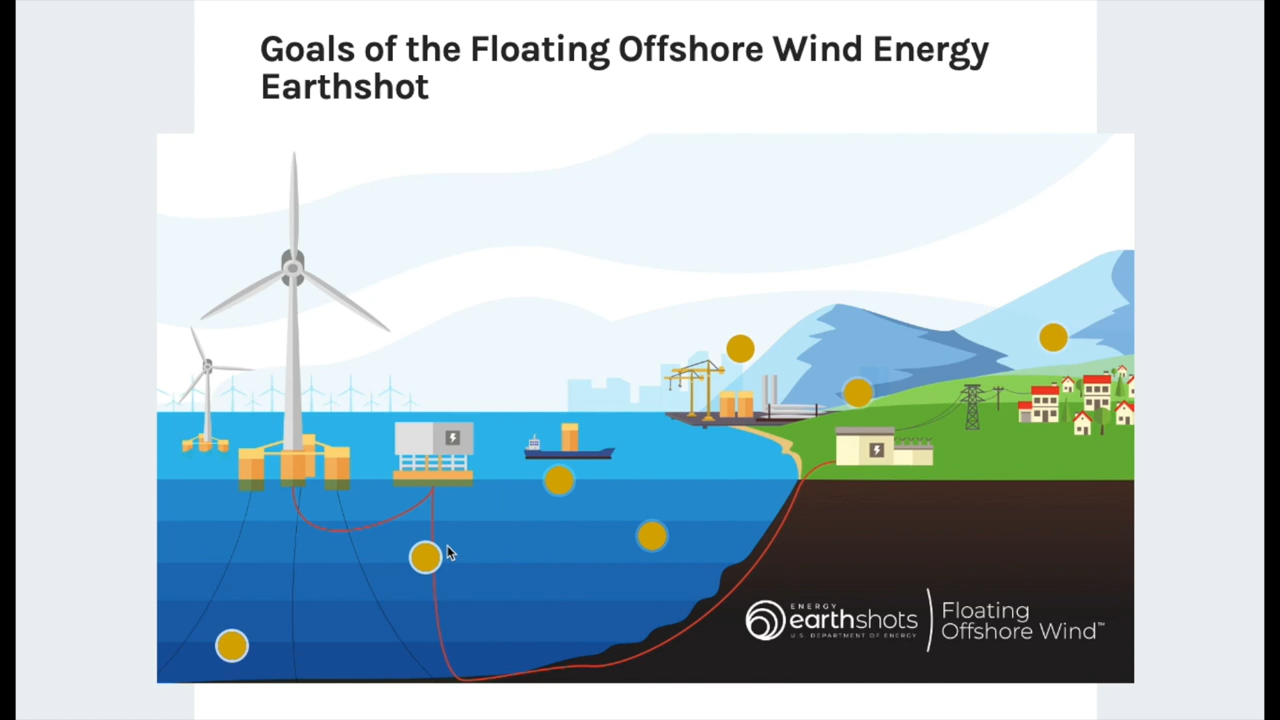 Goals of the Floating Offshore Wind Energy
Earthshot
ENERGY
earthshots
U.S. DEPARTMENT OF ENERGY
Floating
Offshore Wind™